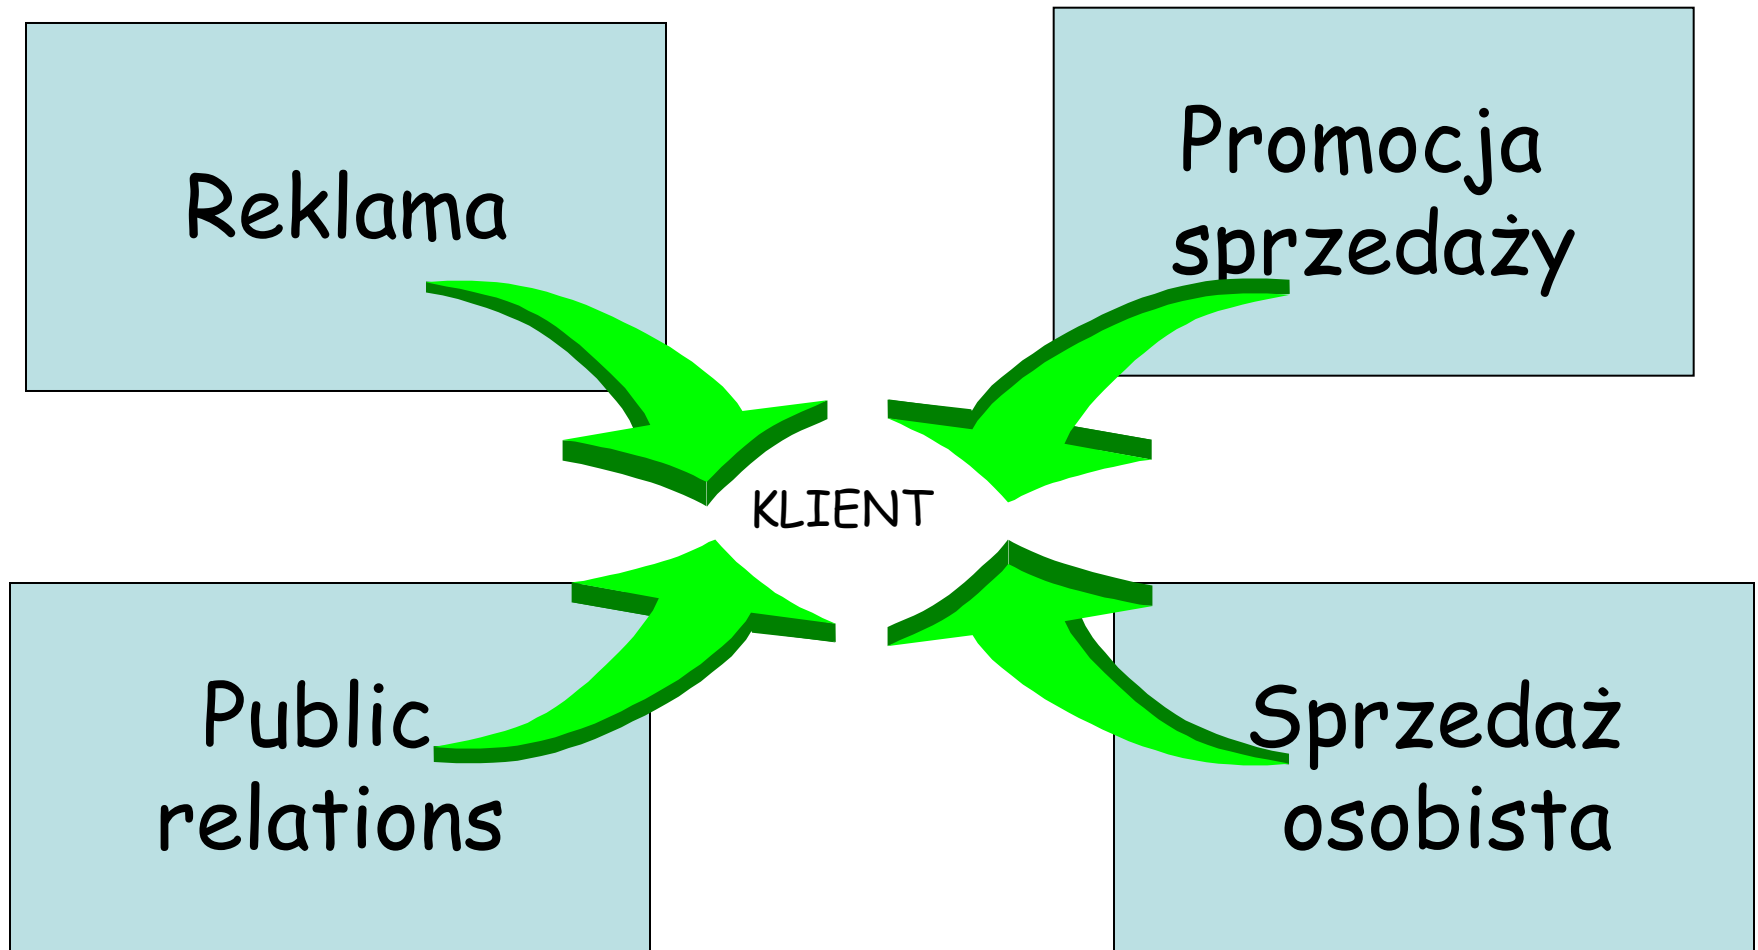 Reklama
Promocja
sprzedaży
KLIENT
Public
relations
Sprzedaż
osobista